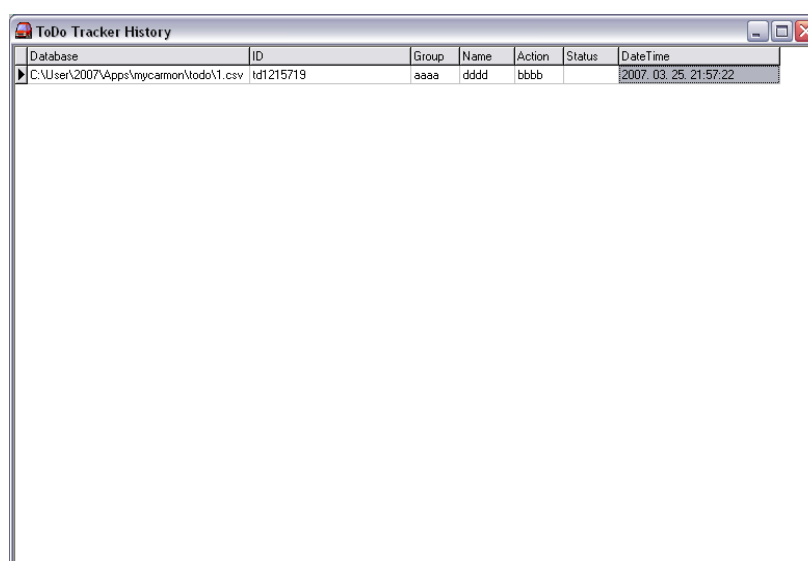 ToDo Tracker History
Database ID Group Name Action Status DateTime
C:\User\2007\Apps\mycarmon\todo\1.csv td1215719 aaaa dddd bbbb 2007. 03. 25. 21:57:22